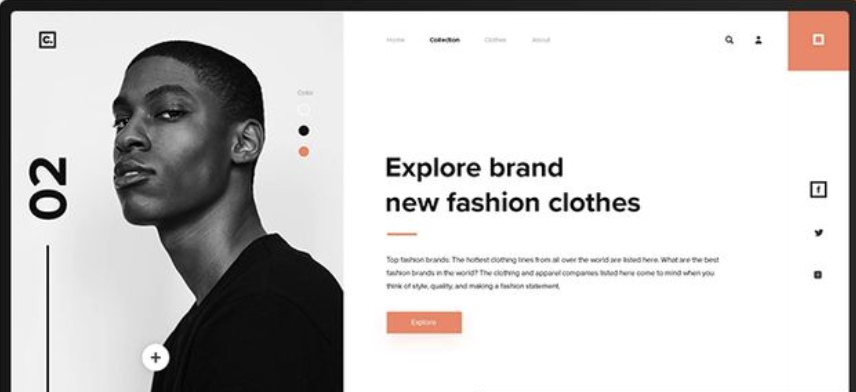 C.
Home Collection Clothes About
Color
02
Explore brand
new fashion clothes
Top fashion brands: The hottest clothing lines from all over the world are listed here. What are the best
fashion brands in the world? The clothing and apparel companies listed here come to mind when you
think of style, quality, and making a fashion statement.
Explore
f